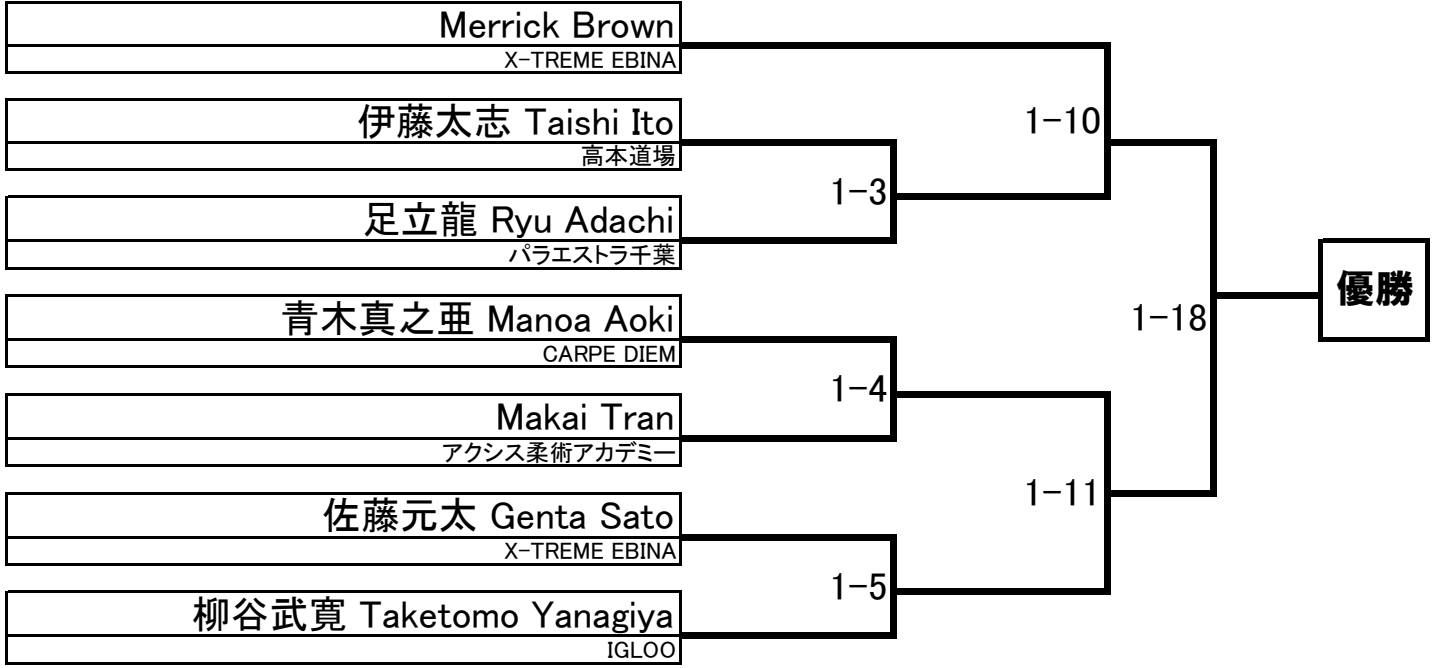 Merrick Brown
X-TREME EBINA
伊藤太志 Taishi Ito
高本道場
足立龍 Ryu Adachi
パラエストラ千葉
青木真之亜 Manoa Aoki
CARPE DIEM
Makai Tran
アクシス柔術アカデミー
佐藤元太 Genta Sato
X-TREME EBINA
柳谷武寛 Taketomo Yanagiya
IGLOO
1-3
1-4
1-5
1-10
1-11
1-18
優勝